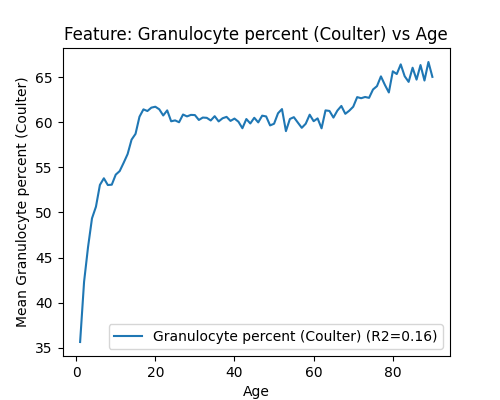 Feature: Granulocyte percent (Coulter) vs Age
Mean Granulocyte percent (Coulter)
65
60
55
50
45
40
35
Granulocyte percent (Coulter) (R2=0.16)
0 20 40 60 80
Age